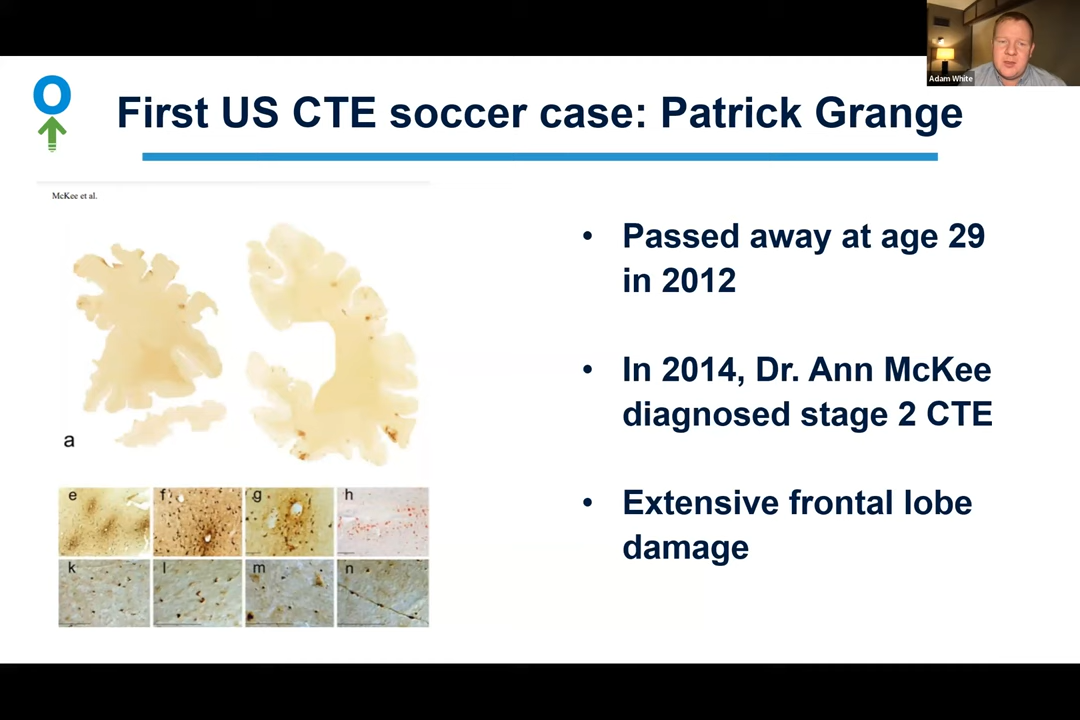 Adam White
First US CTE soccer case: Patrick Grange
McKee et al.
a
e f g h
k l m n
• Passed away at age 29
in 2012
• In 2014, Dr. Ann McKee
diagnosed stage 2 CTE
• Extensive frontal lobe
damage